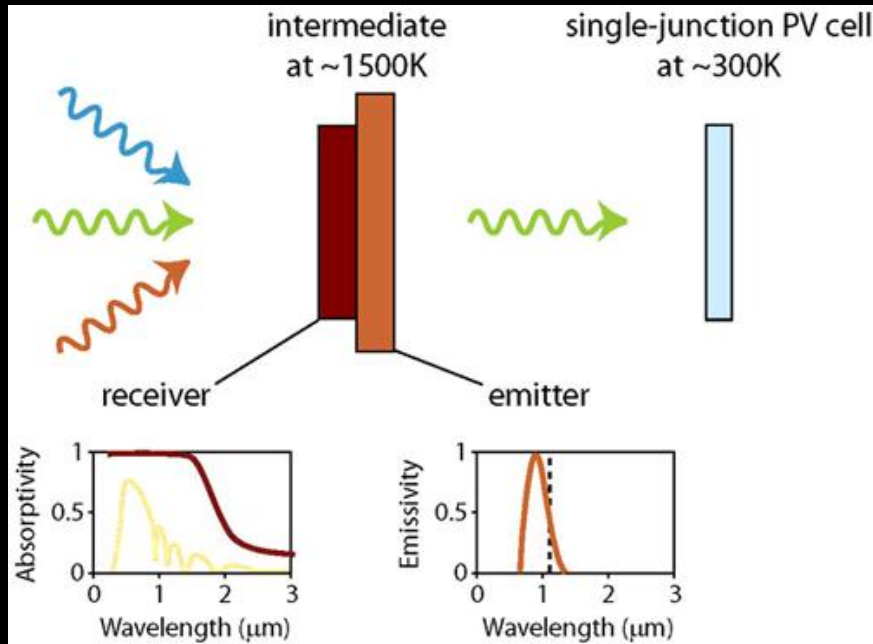 intermediate
at ~1500K
single-junction PV cell
at ~300K
receiver
emitter
Absorptivity
1
0.5
0
0 1 2 3
Wavelength (μm)
Emissivity
1
0.5
0
0 1 2 3
Wavelength (μm)